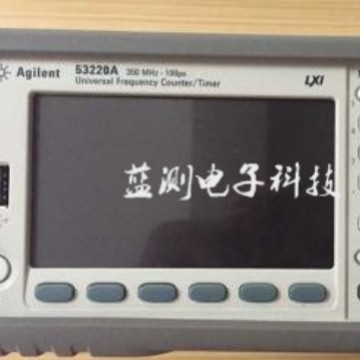 Agilent 53220A 350 MHz - 100ps
Universal Frequency Counter/Timer
LXI
蓝测电子科技